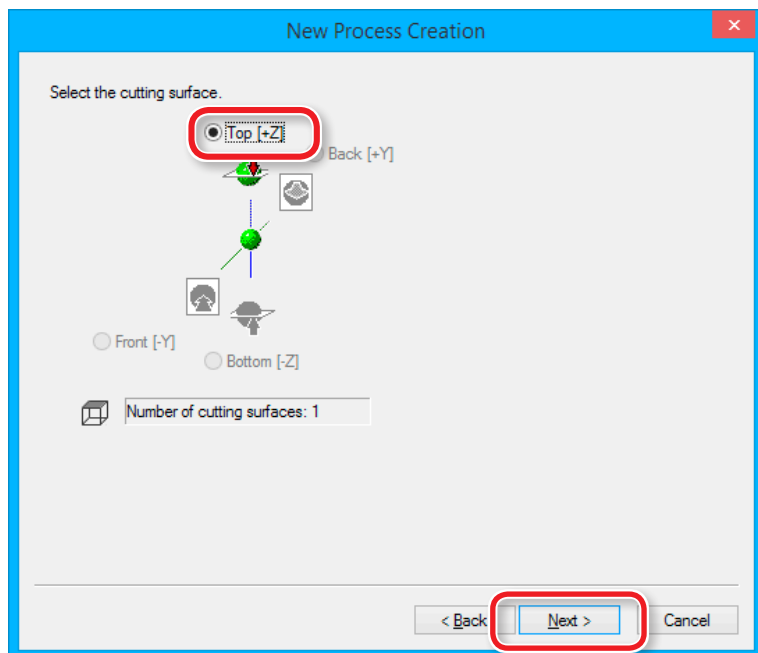 New Process Creation
Select the cutting surface.
Top [+Z]
Back [+Y]
Front [-Y]
Bottom [-Z]
Number of cutting surfaces: 1
< Back
Next >
Cancel